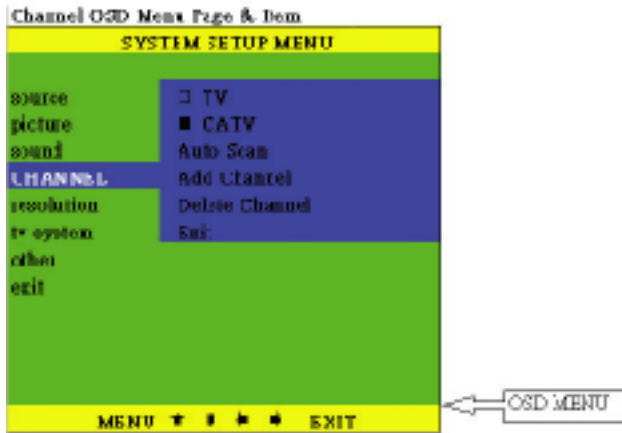 Channel OSD Menu Page & Item
SYSTEM SETUP MENU
source
TV
picture
CATV
sound
Auto Scan
CHANNEL
Add Channel
resolution
Delete Channel
tv system
Exit
other
exit
MENU EXIT
OSD MENU